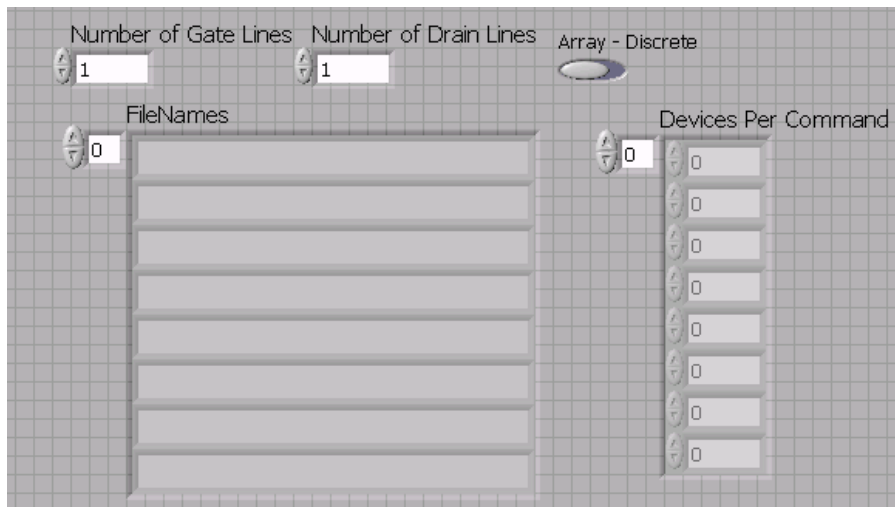 Number of Gate Lines
Number of Drain Lines
Array - Discrete
1
1
FileNames
Devices Per Command
0
0
0
0
0
0
0
0
0
0